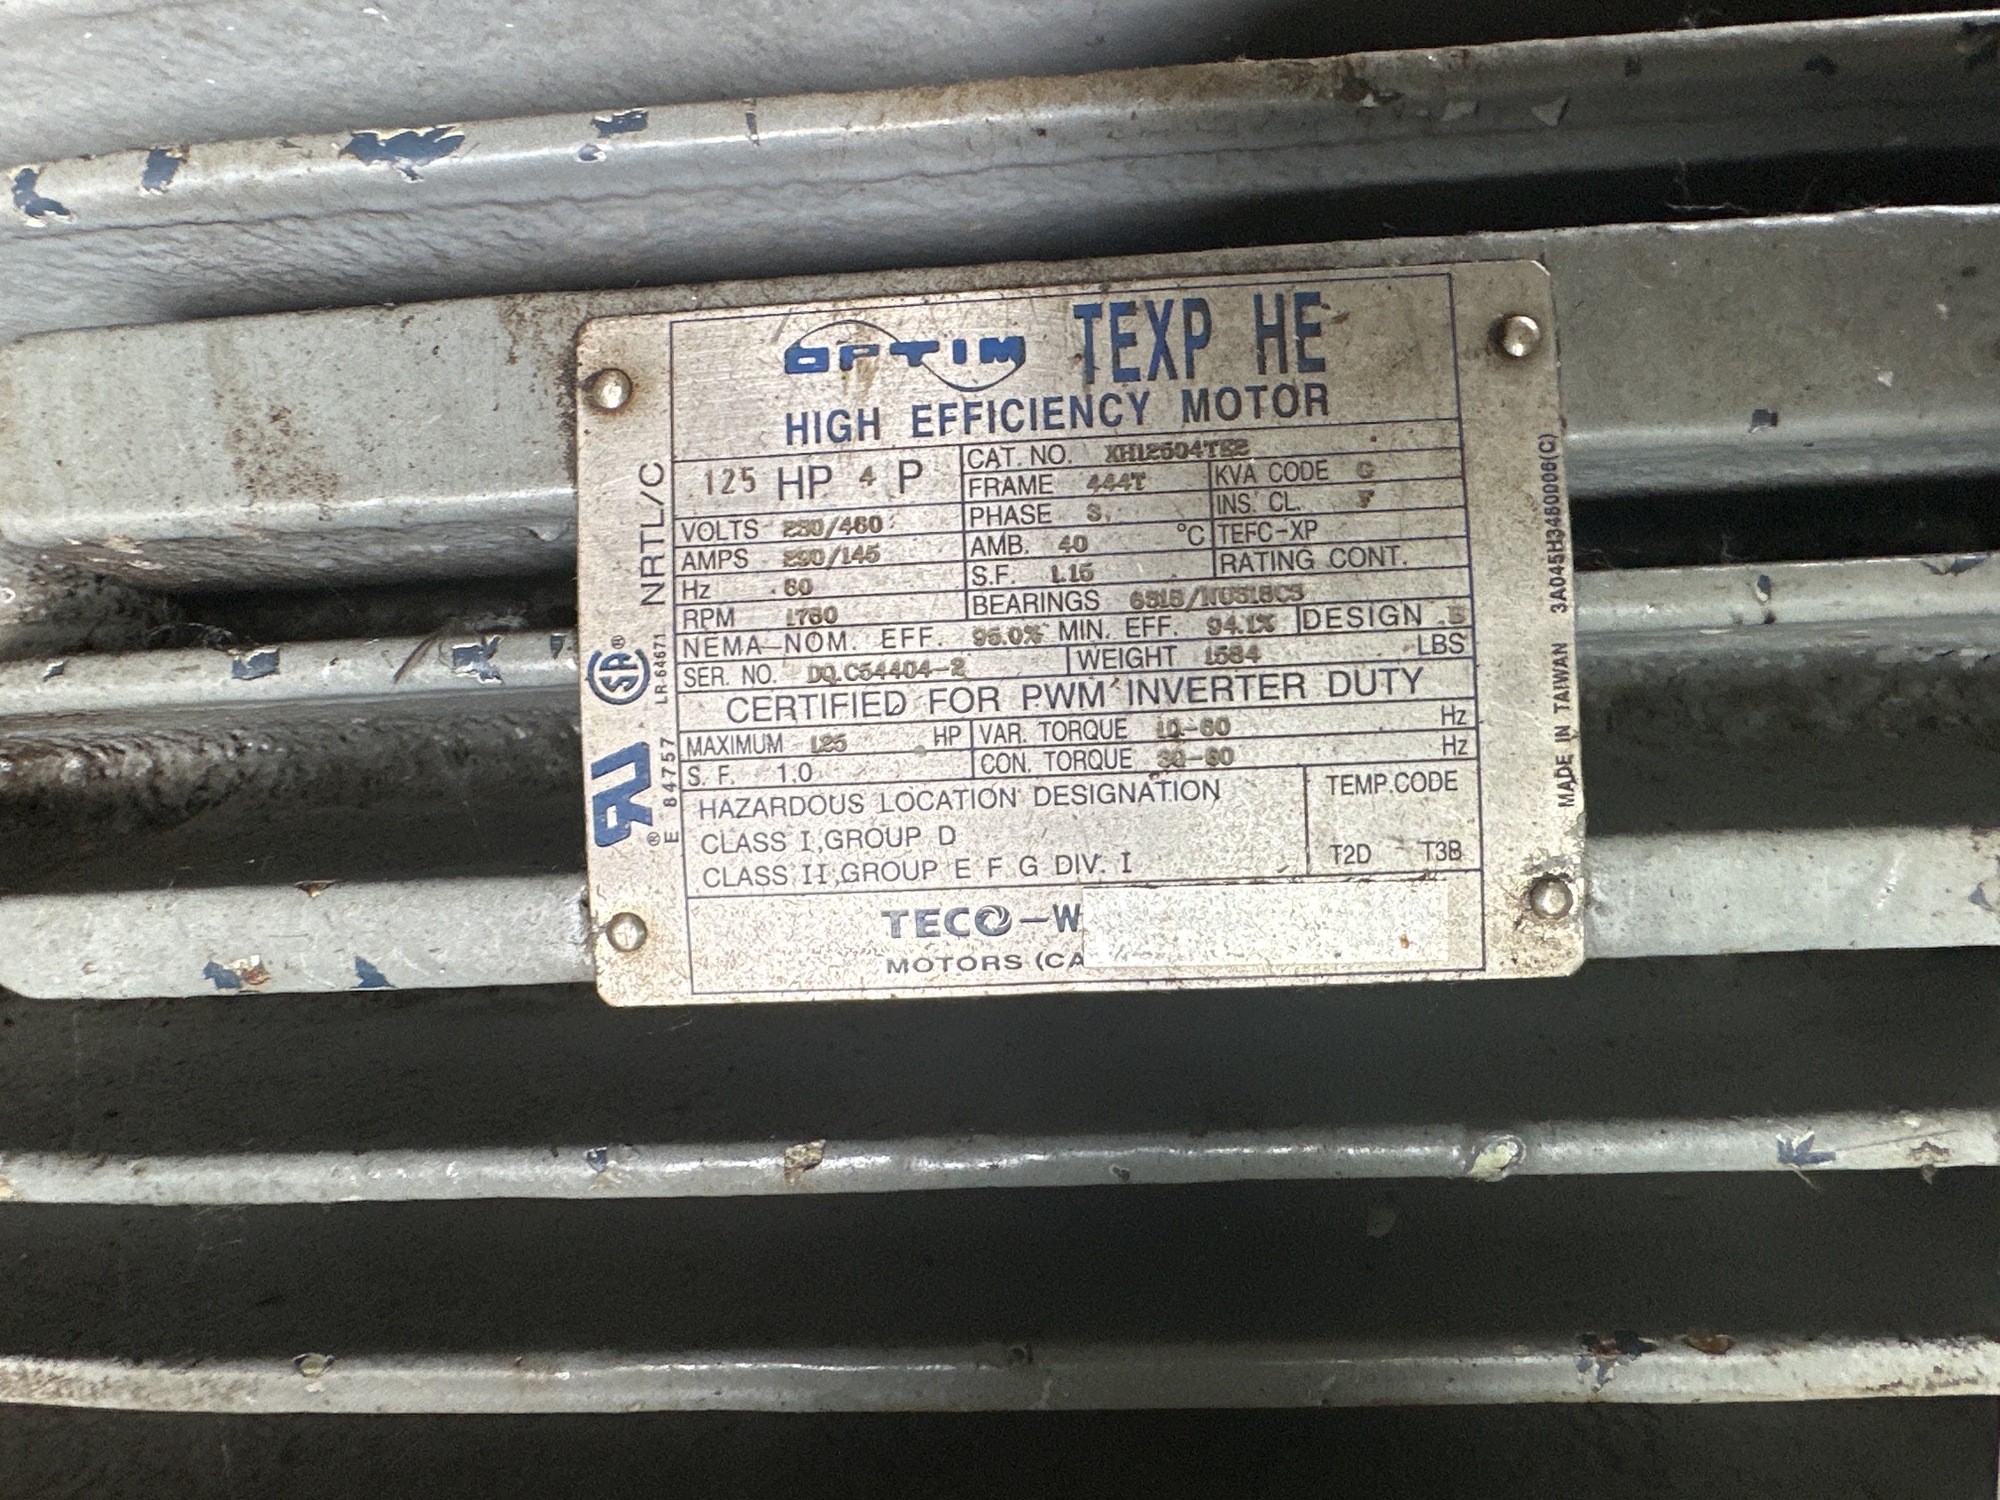 OPTIM TEXP HE
HIGH EFFICIENCY MOTOR
125 HP 4 P
CAT. NO. XH12504TE2
FRAME 444T KVA CODE G
VOLTS 230/460 PHASE 3 INS. CL. F
AMPS 290/145 AMB. 40 °C TEFC-XP
Hz 60 S.F. 1.15 RATING CONT.
RPM 1780 BEARINGS
NEMA-NOM. EFF. 95.0% MIN. EFF. 94.1% DESIGN B
SER. NO. DQ.C54404-2 WEIGHT 1584 LBS
CERTIFIED FOR PWM INVERTER DUTY
MAXIMUM 125 HP VAR. TORQUE 10-60 Hz
S. F. 1.0 CON. TORQUE 30-60 Hz
HAZARDOUS LOCATION DESIGNATION TEMP.CODE
CLASS I,GROUP D
CLASS II,GROUP E F G DIV. I T2D T3B
TECO-W
MOTORS (CA
NRTL/C
SA®
LR-64671
®
E 84757
MADE IN TAIWAN 3A045H3480006(C)